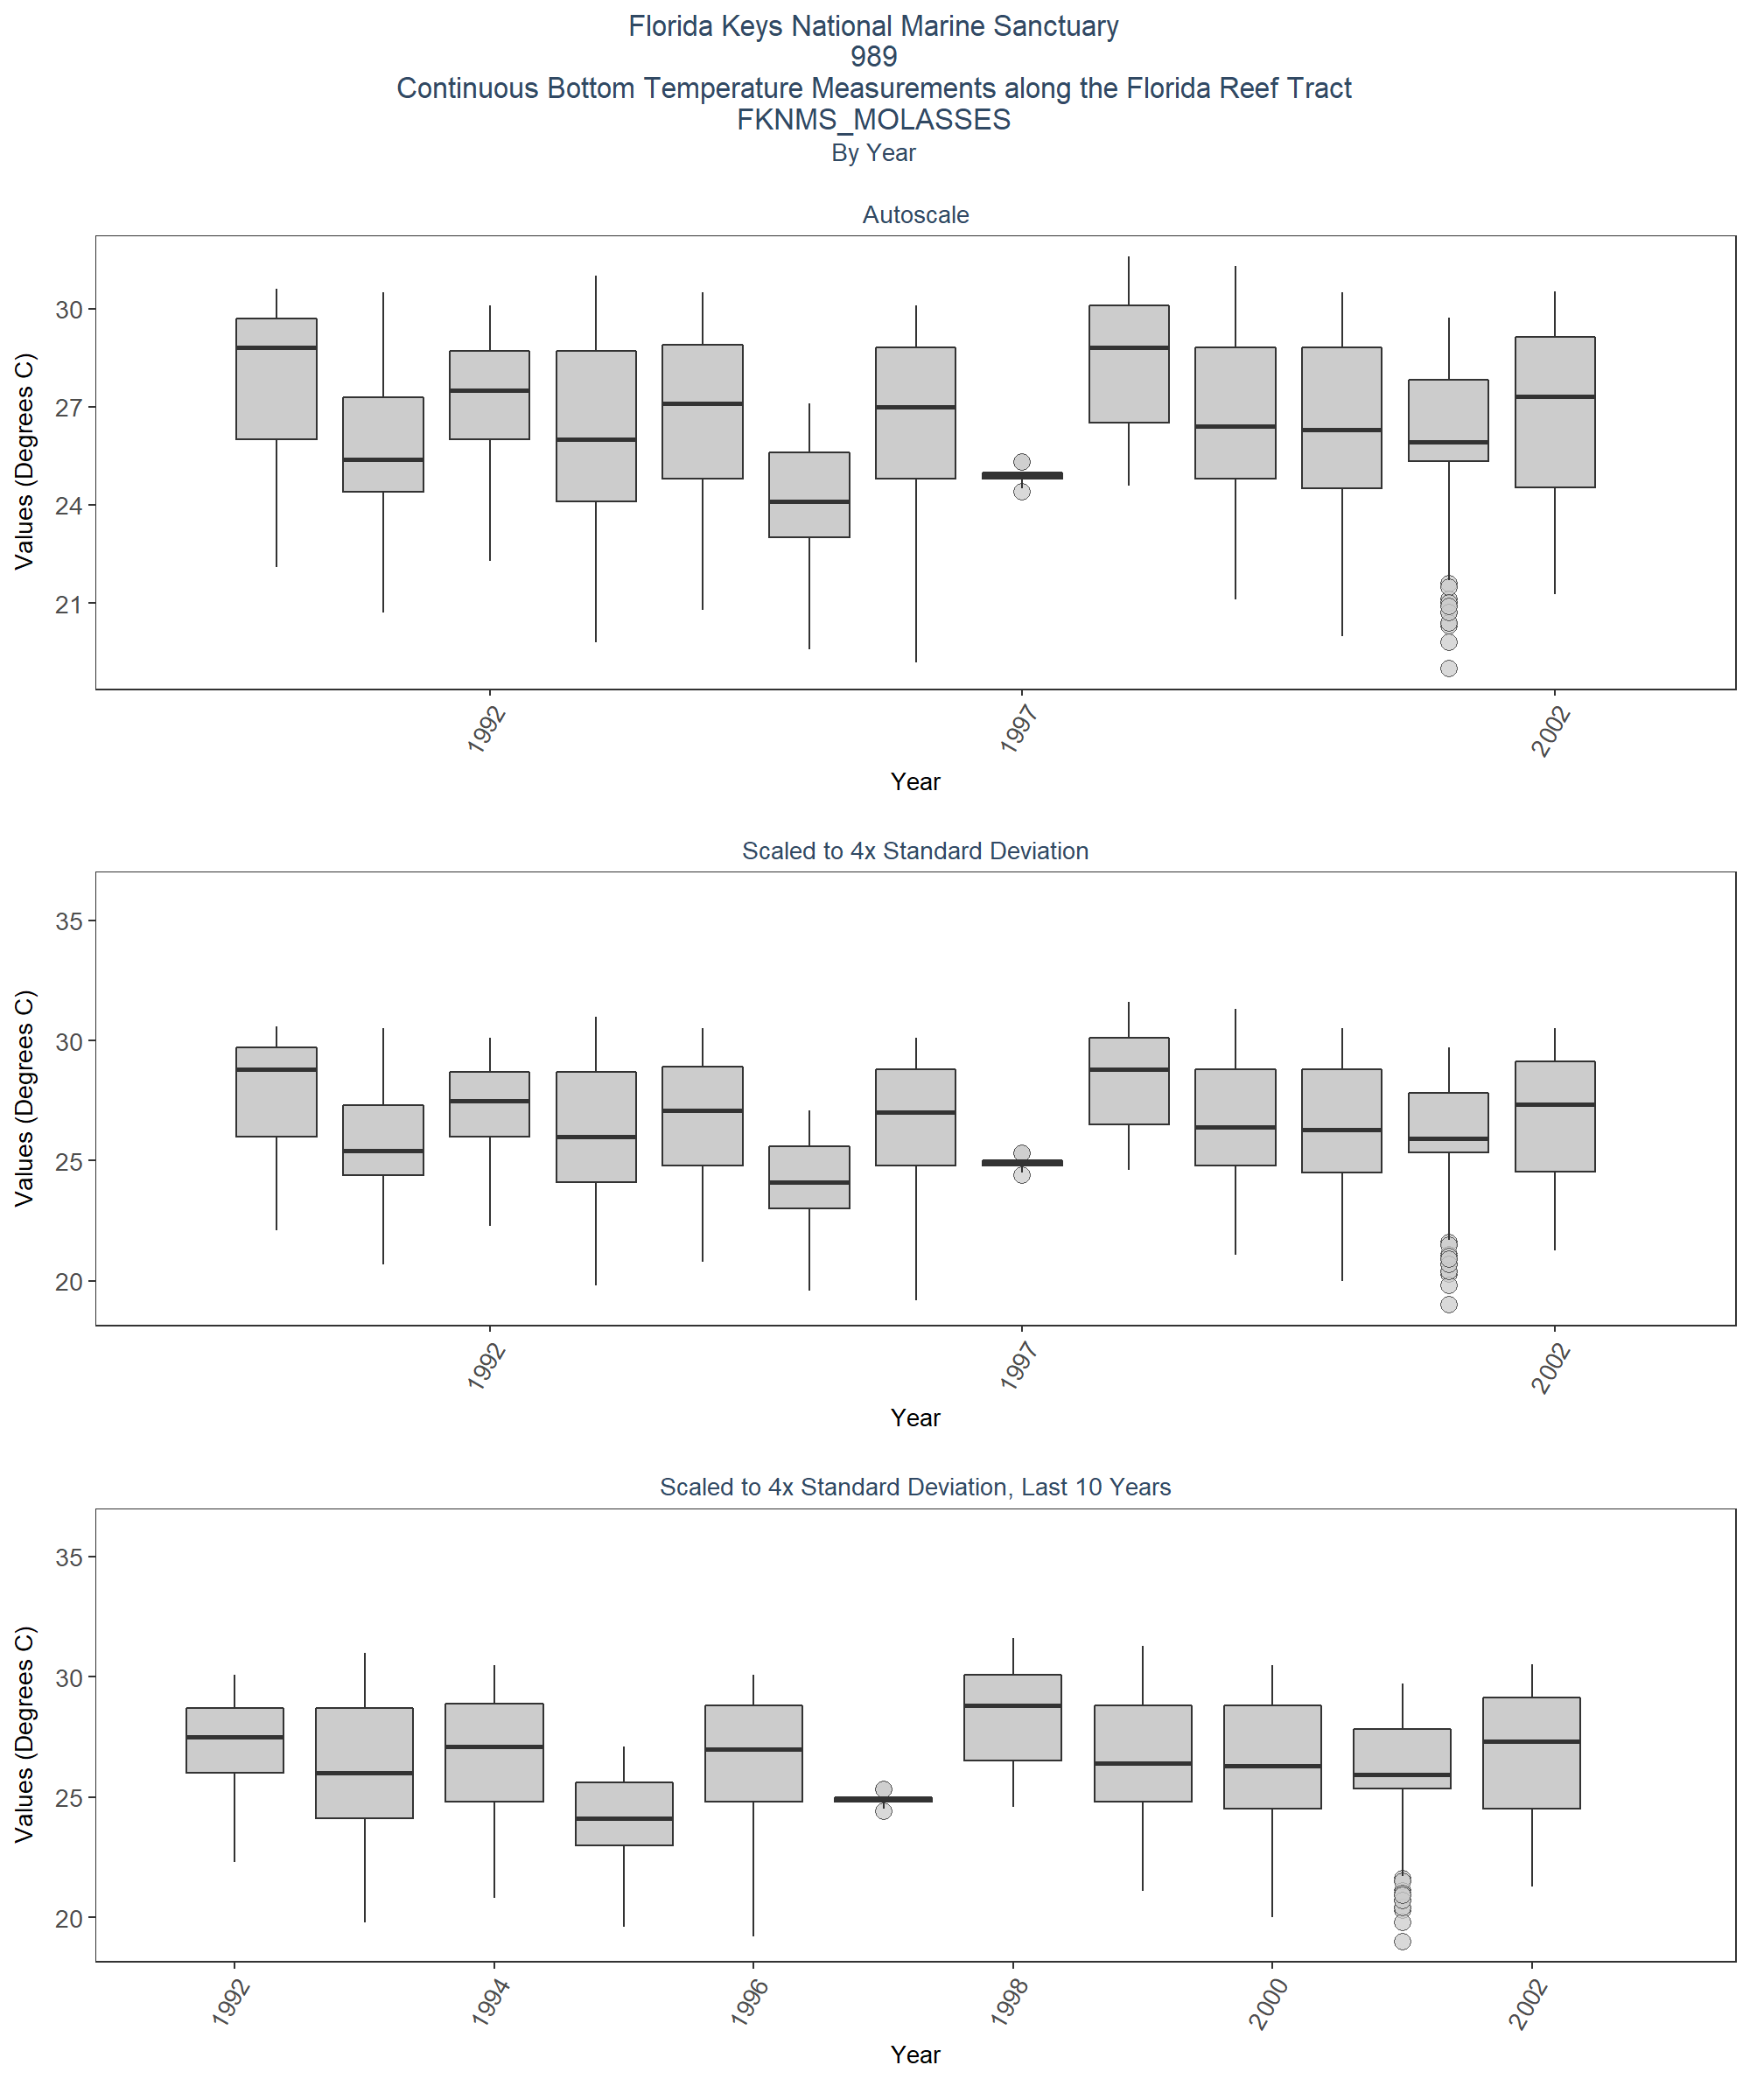 Florida Keys National Marine Sanctuary
989
Continuous Bottom Temperature Measurements along the Florida Reef Tract
FKNMS_MOLASSES
By Year
Autoscale
Values (Degrees C)
30
27
24
21
1992 1997 2002
Year
Scaled to 4x Standard Deviation
Values (Degrees C)
35
30
25
20
1992 1997 2002
Year
Scaled to 4x Standard Deviation, Last 10 Years
Values (Degrees C)
35
30
25
20
1992 1994 1996 1998 2000 2002
Year